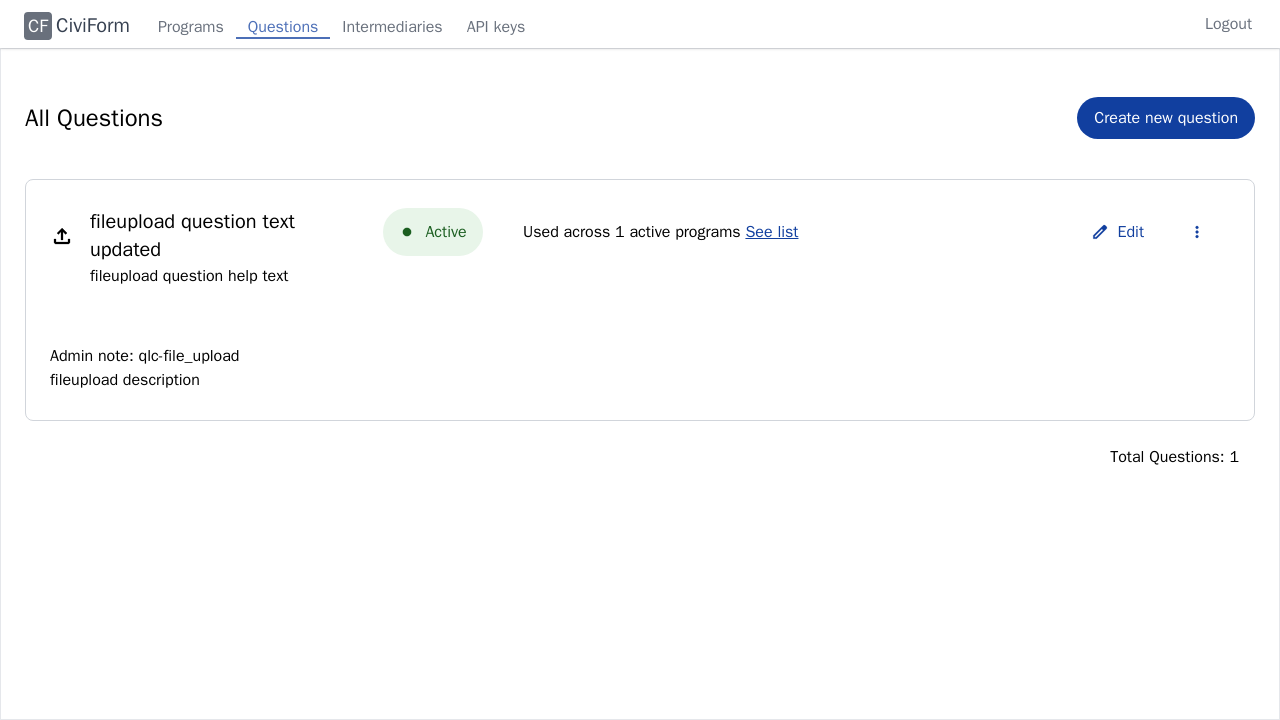 CF CiviForm Programs Questions Intermediaries API keys Logout
All Questions
Create new question
fileupload question text
updated
fileupload question help text
Active
Used across 1 active programs See list
Edit
Admin note: qlc-file_upload
fileupload description
Total Questions: 1